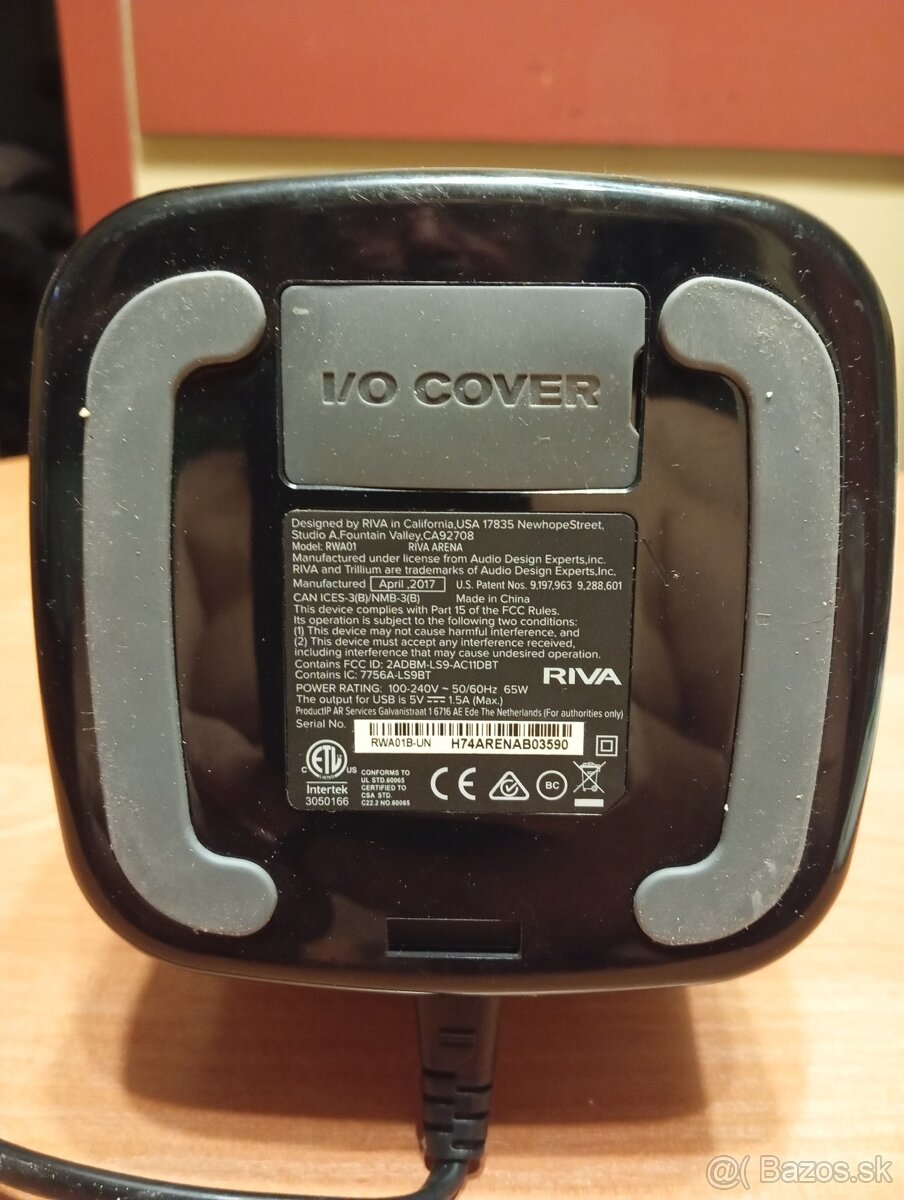 I/O COVER
Designed by RIVA in California,USA 17835 NewhopeStreet,
Studio A,Fountain Valley,CA92708
Model: RWA01 RIVA ARENA
Manufactured under license from Audio Design Experts,inc.
RIVA and Trillium are trademarks of Audio Design Experts,Inc,
Manufactured April ,2017 U.S. Patent Nos. 9,197,963 9,288,601
CAN ICES-3(B)/NMB-3(B) Made in China
This device complies with Part 15 of the FCC Rules.
Its operation is subject to the following two conditions:
(1) This device may not cause harmful interference, and
(2) This device must accept any interference received,
including interference that may cause undesired operation.
Contains FCC ID: 2ADBM-LS9-AC11DBT
Contains IC: 7756A-LS9BT
RIVA
POWER RATING: 100-240V ~ 50/60Hz 65W
The output for USB is 5V ⎓ 1.5A (Max.)
ProductIP AR Services Galvanistraat 1 6716 AE Ede The Netherlands (For authorities only)
Serial No.
RWA01B-UN H74ARENAB03590
C ETL US
LISTED
Intertek
3050166
CONFORMS TO
UL STD.60065
CERTIFIED TO
CSA STD.
C22.2 NO.60065
CE
BC
@( Bazos.sk